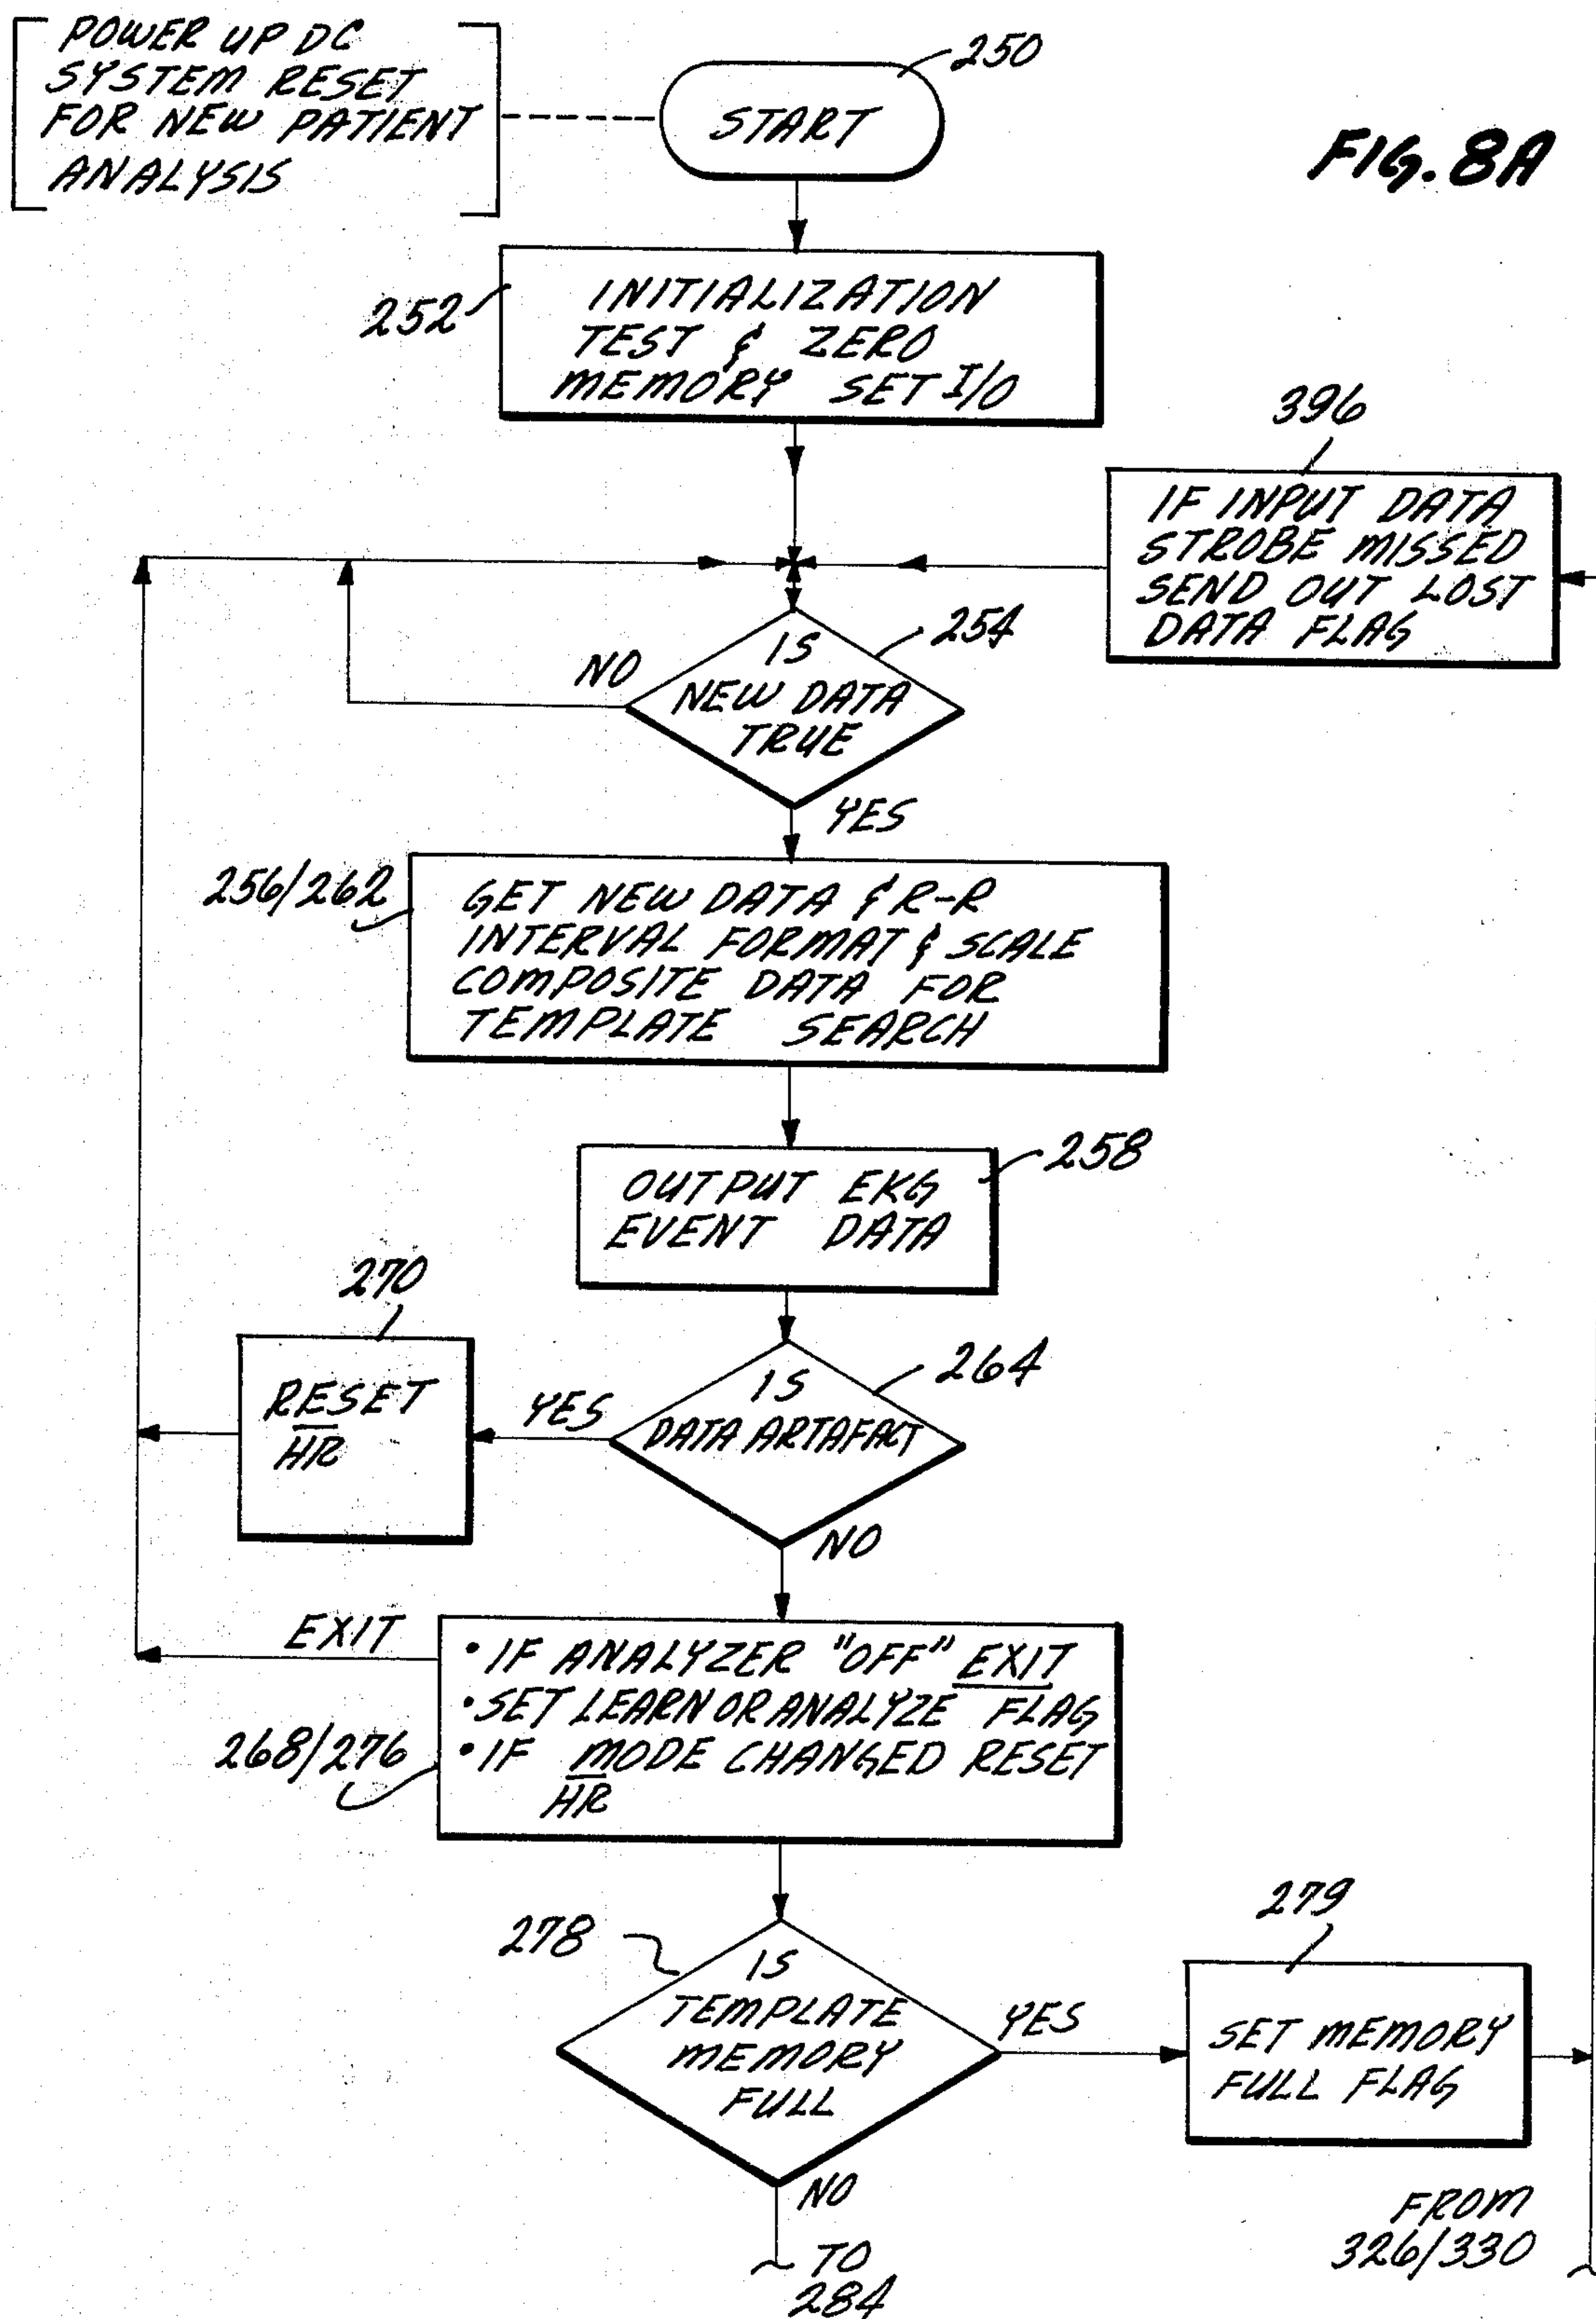 POWER UP DC
SYSTEM RESET
FOR NEW PATIENT
ANALYSIS
250
START
FIG. 8A
252
INITIALIZATION
TEST & ZERO
MEMORY SET I/O
396
IF INPUT DATA
STROBE MISSED
SEND OUT LOST
DATA FLAG
254
NO
IS
NEW DATA
TRUE
YES
256/262
GET NEW DATA & R-R
INTERVAL FORMAT & SCALE
COMPOSITE DATA FOR
TEMPLATE SEARCH
258
OUTPUT EKG
EVENT DATA
270
RESET
HR
264
YES
IS
DATA ARTAFACT
NO
EXIT
268/276
• IF ANALYZER "OFF" EXIT
• SET LEARN OR ANALYZE FLAG
• IF MODE CHANGED RESET
HR
278
IS
TEMPLATE
MEMORY
FULL
YES
279
SET MEMORY
FULL FLAG
NO
TO
284
FROM
326/330